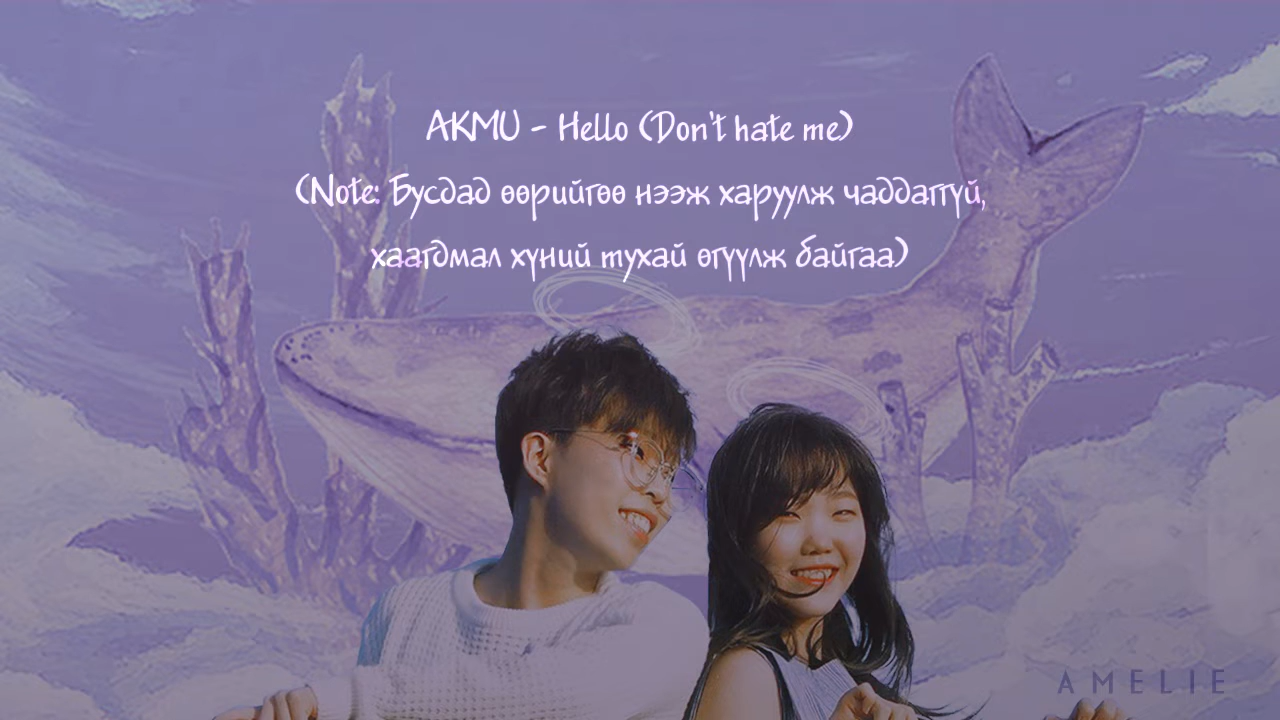 AKMU - Hello (Don't hate me)
(Note: Бусдад өөрийгөө нээж харуулж чаддаггүй,
хаагдмал хүний тухай өгүүлж байгаа)
AMELIE